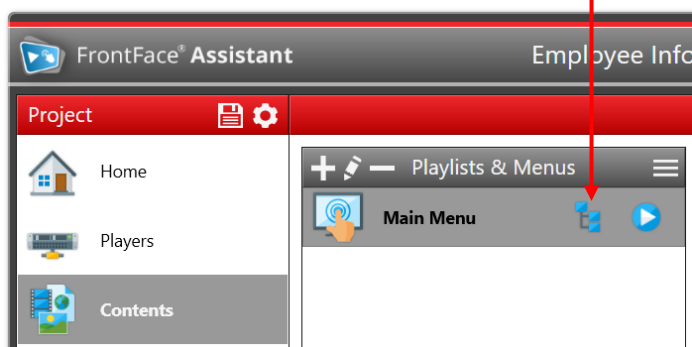 FrontFace® Assistant
Employee Info
Project
Playlists & Menus
Home
Main Menu
Players
Contents